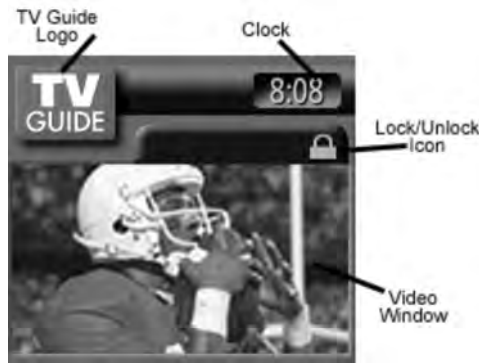 TV Guide
Logo
Clock
TV
GUIDE
8:08
Lock/Unlock
Icon
Video
Window